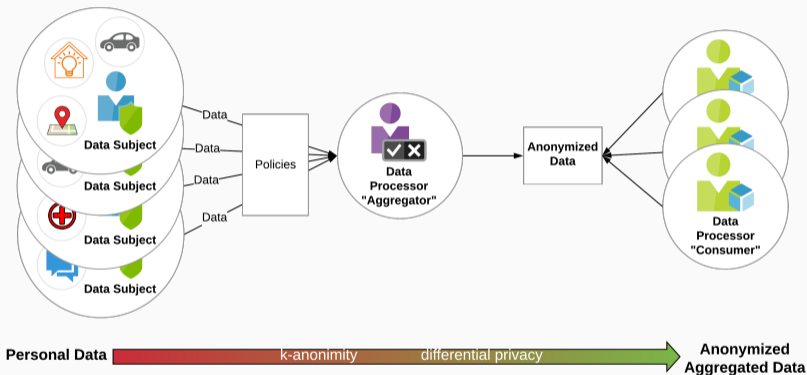 Data Subject
Data Subject
Data Subject
Data Subject
Data
Data
Data
Data
Policies
Data
Processor
"Aggregator"
Anonymized
Data
Data
Processor
"Consumer"
Personal Data
k-anonimity
differential privacy
Anonymized
Aggregated Data